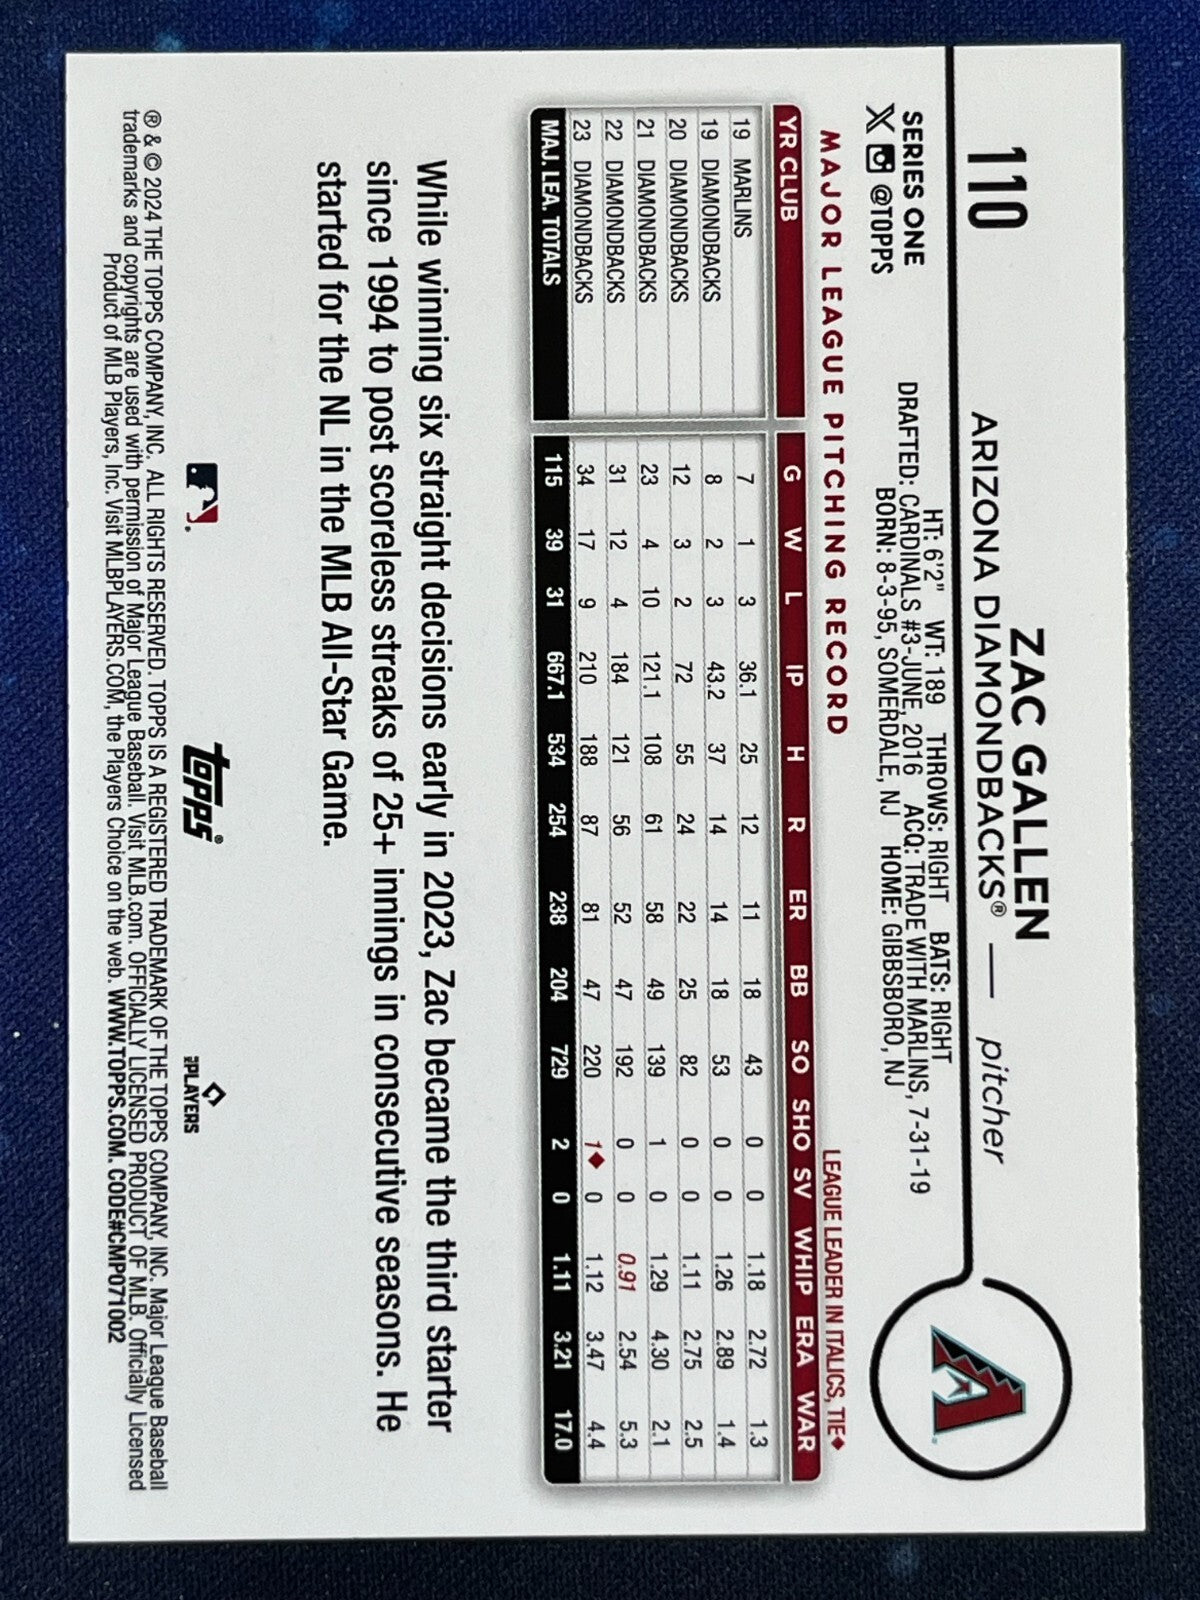 110
ZAC GALLEN
ARIZONA DIAMONDBACKS® — pitcher
SERIES ONE
@TOPPS
HT: 6'2" WT: 189 THROWS: RIGHT BATS: RIGHT
DRAFTED: CARDINALS #3-JUNE, 2016 ACQ: TRADE WITH MARLINS, 7-31-19
BORN: 8-3-95, SOMERDALE, NJ HOME: GIBBSBORO, NJ
MAJOR LEAGUE PITCHING RECORD LEAGUE LEADER IN ITALICS, TIE♦
YR CLUB G W L IP H R ER BB SO SHO SV WHIP ERA WAR
19 MARLINS 7 1 3 36.1 25 12 11 18 43 0 0 1.18 2.72 1.3
19 DIAMONDBACKS 8 2 3 43.2 37 14 14 18 53 0 0 1.26 2.89 1.4
20 DIAMONDBACKS 12 3 2 72 55 24 22 25 82 0 0 1.11 2.75 2.5
21 DIAMONDBACKS 23 4 10 121.1 108 61 58 49 139 1 0 1.29 4.30 2.1
22 DIAMONDBACKS 31 12 4 184 121 56 52 47 192 0 0 0.91 2.54 5.3
23 DIAMONDBACKS 34 17 9 210 188 87 81 47 220 1♦ 0 1.12 3.47 4.4
MAJ. LEA. TOTALS 115 39 31 667.1 534 254 238 204 729 2 0 1.11 3.21 17.0
While winning six straight decisions early in 2023, Zac became the third starter
since 1994 to post scoreless streaks of 25+ innings in consecutive seasons. He
started for the NL in the MLB All-Star Game.
topps®
PLAYERS
® & © 2024 THE TOPPS COMPANY, INC. ALL RIGHTS RESERVED. TOPPS IS A REGISTERED TRADEMARK OF THE TOPPS COMPANY, INC. Major League Baseball
trademarks and copyrights are used with permission of Major League Baseball. Visit MLB.com. OFFICIALLY LICENSED PRODUCT OF MLB. Officially Licensed
Product of MLB Players, Inc. Visit MLBPLAYERS.COM, the Players Choice on the web. WWW.TOPPS.COM. CODE#CMP071002